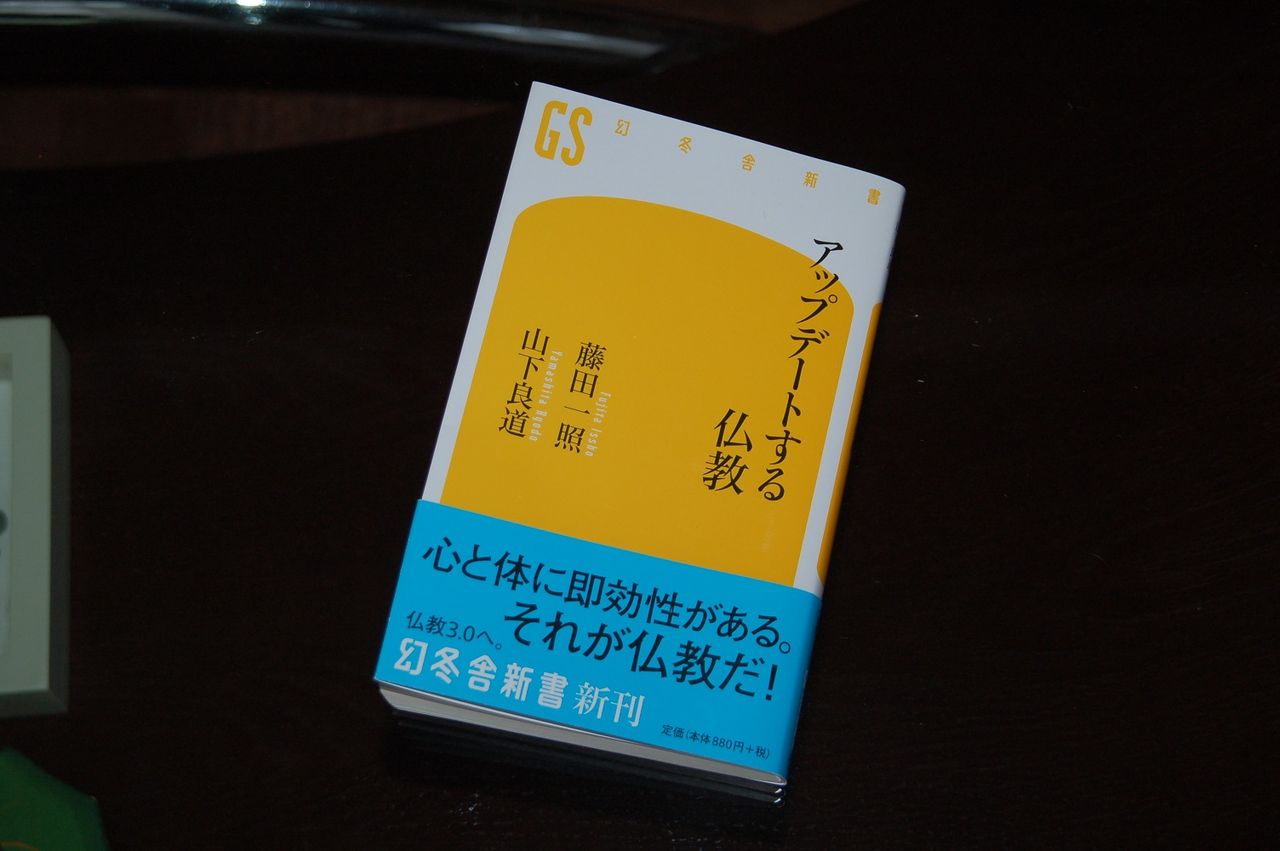 GS
幻冬舎新書
アップデートする
仏教
藤田一照
Fujita Issho
山下良道
Yamashita Ryodo
心と体に即効性がある。
それが仏教だ!
仏教3.0へ。
幻冬舎新書 新刊
定価(本体880円+税)